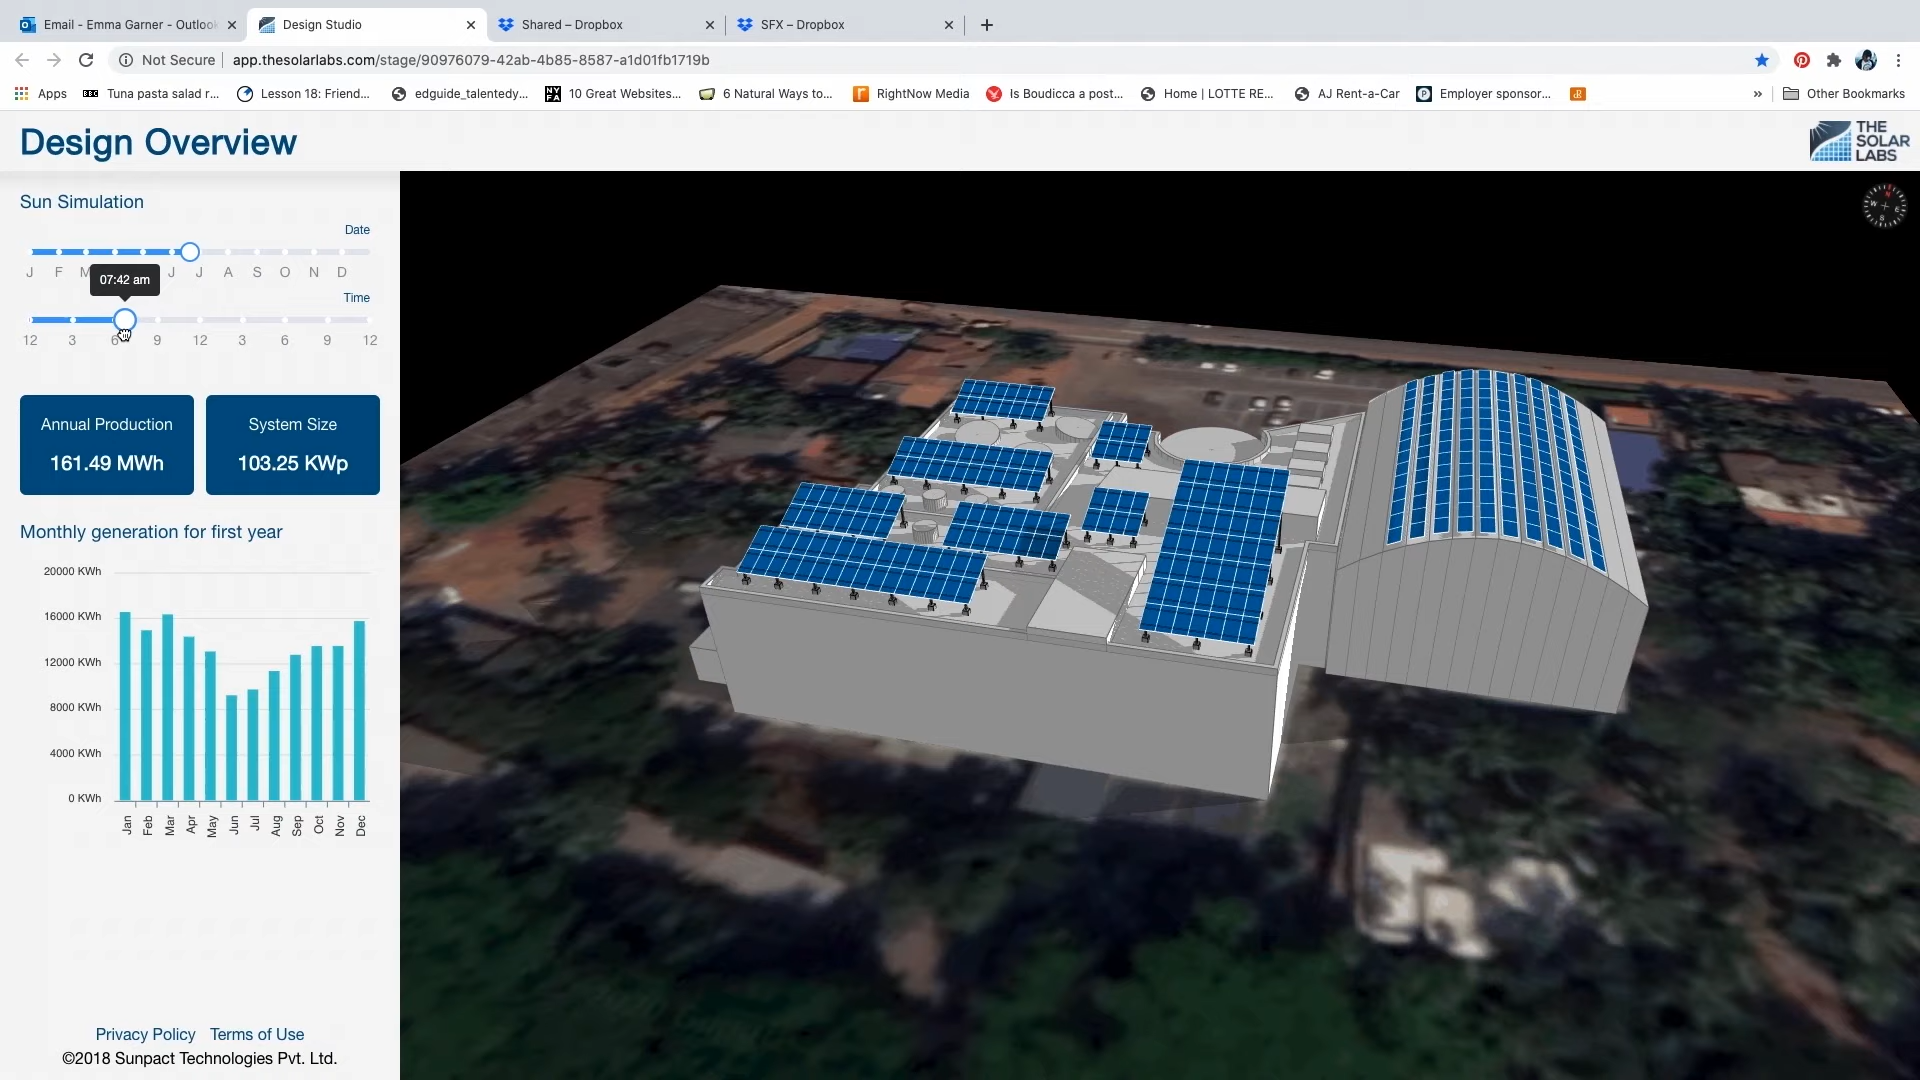 Email - Emma Garner - Outlook
Design Studio
Shared – Dropbox
SFX – Dropbox
Not Secure
app.thesolarlabs.com/stage/90976079-42ab-4b85-8587-a1d01fb1719b
Apps
BBC
Tuna pasta salad r...
Lesson 18: Friend...
edguide_talentedy...
NY
FA
10 Great Websites...
6 Natural Ways to...
RightNow Media
Is Boudicca a post...
Home | LOTTE RE...
AJ Rent-a-Car
Employer sponsor...
»
Other Bookmarks
Design Overview
THE
SOLAR
LABS
Sun Simulation
Date
J F M J J A S O N D
07:42 am
Time
12 3 6 9 12 3 6 9 12
N
W E
S
Annual Production
161.49 MWh
System Size
103.25 KWp
Monthly generation for first year
20000 KWh
16000 KWh
12000 KWh
8000 KWh
4000 KWh
0 KWh
Jan Feb Mar Apr May Jun Jul Aug Sep Oct Nov Dec
Privacy Policy Terms of Use
©2018 Sunpact Technologies Pvt. Ltd.